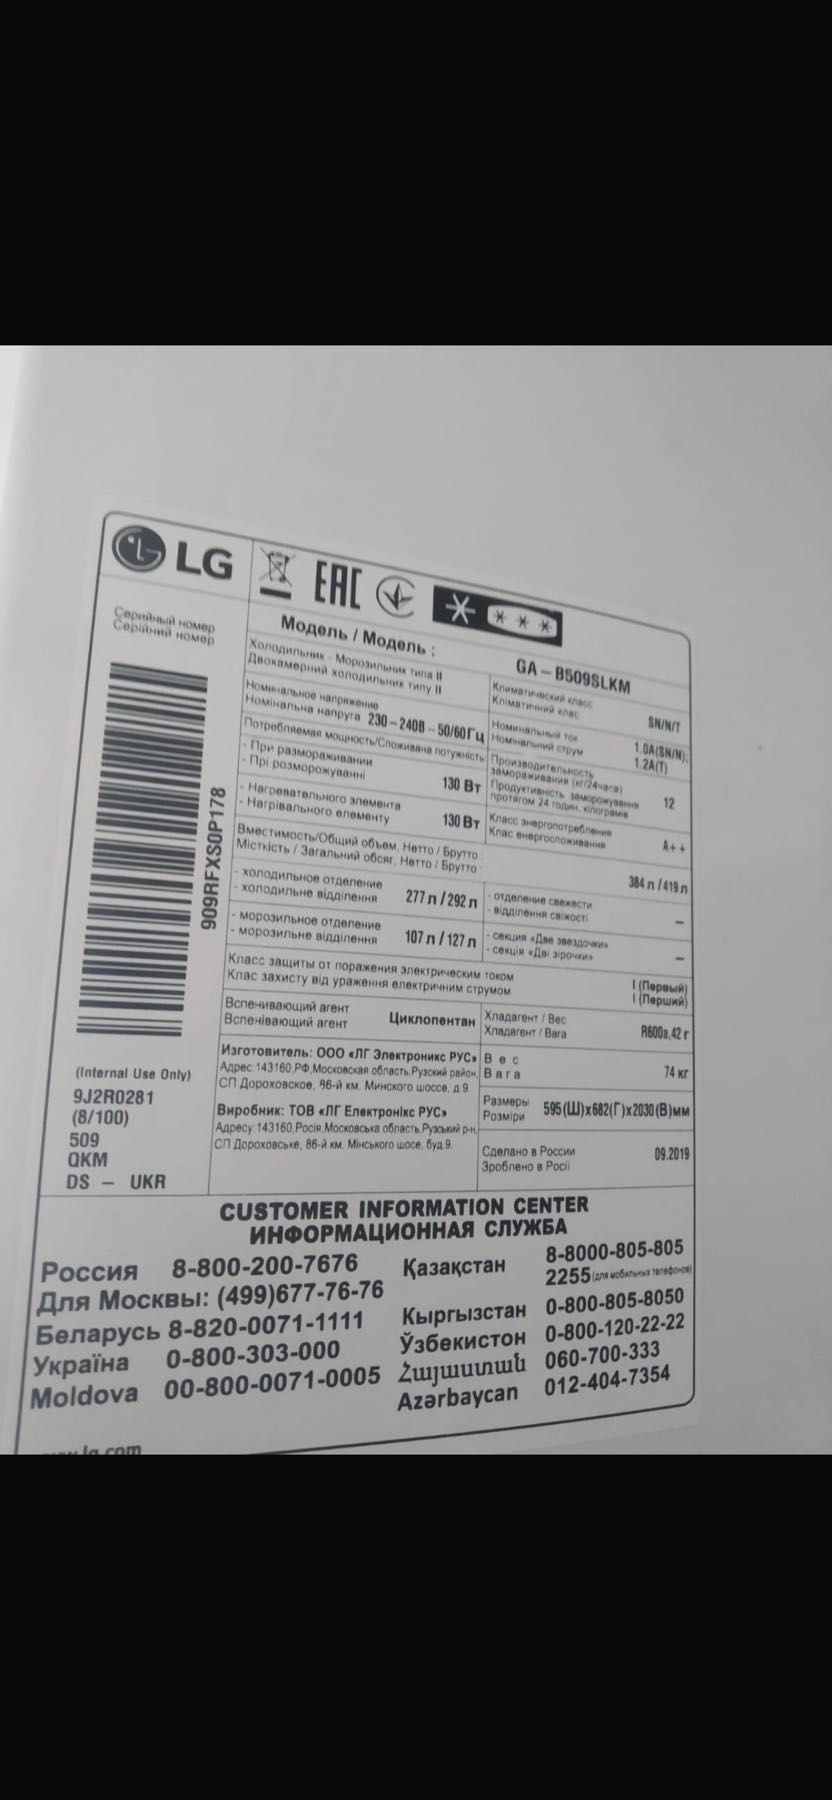 LG
EAC
Серийный номер
Серійний номер
909RFXS0P178
(Internal Use Only)
9J2R0281
(8/100)
509
QKM
DS - UKR
Модель / Модель :
GA - B509SLKM
Холодильник - Морозильник типа II
Двокамерний холодильник типу II
Климатический класс
Кліматичний клас
SN/N/T
Номинальное напряжение
Номінальна напруга 230~240В ~ 50/60Гц
Номинальный ток
Номінальний струм
1.0A(SN/N),
1.2A(T)
Потребляемая мощность/Споживана потужність:
- При размораживании
- Прі розморожуванні
130 Вт
Производительность
замораживания (кг/24часа)
Продуктивність заморожування
протягом 24 годин, кілограмів
12
- Нагревательного элемента
- Нагрівального елементу
130 Вт
Класс энергопотребления
Клас енергоспоживання
A++
Вместимость/Общий объем, Нетто / Брутто :
Місткість / Загальний обсяг, Нетто / Брутто :
384 л /419 л
- холодильное отделение
- холодильне відділення
277 л / 292 л
- отделение свежести
- відділення свіжості
–
- морозильное отделение
- морозильне відділення
107 л / 127 л
- секция «Две звездочки»
- секція «Дві зірочки»
–
Класс защиты от поражения электрическим током
Клас захисту від ураження електричним струмом
I (Первый)
I (Перший)
Вспенивающий агент
Вспенівающий агент
Циклопентан
Хладагент / Вес
Хладагент / Вага
R600a,42 г
Изготовитель: ООО «ЛГ Электроникс РУС»
Адрес:143160,РФ,Московская область,Рузский район,
СП Дороховское, 86-й км. Минского шоссе, д.9.
Вес
Вага
74 кг
Виробник: ТОВ «ЛГ Електронікс РУС»
Адресу:143160,Росія,Московська область,Рузський р-н,
СП Дороховське, 86-й км. Мінського шосе, буд.9.
Размеры
Розміри
595(Ш)x682(Г)x2030(В)мм
Сделано в России
Зроблено в Росії
09.2019
CUSTOMER INFORMATION CENTER
ИНФОРМАЦИОННАЯ СЛУЖБА
Россия 8-800-200-7676
Для Москвы: (499)677-76-76
Беларусь 8-820-0071-1111
Україна 0-800-303-000
Moldova 00-800-0071-0005
Қазақстан 8-8000-805-805
2255 (для мобильных телефонов)
Кыргызстан 0-800-805-8050
Ўзбекистон 0-800-120-22-22
Հայաստան 060-700-333
Azərbaycan 012-404-7354
lg.com